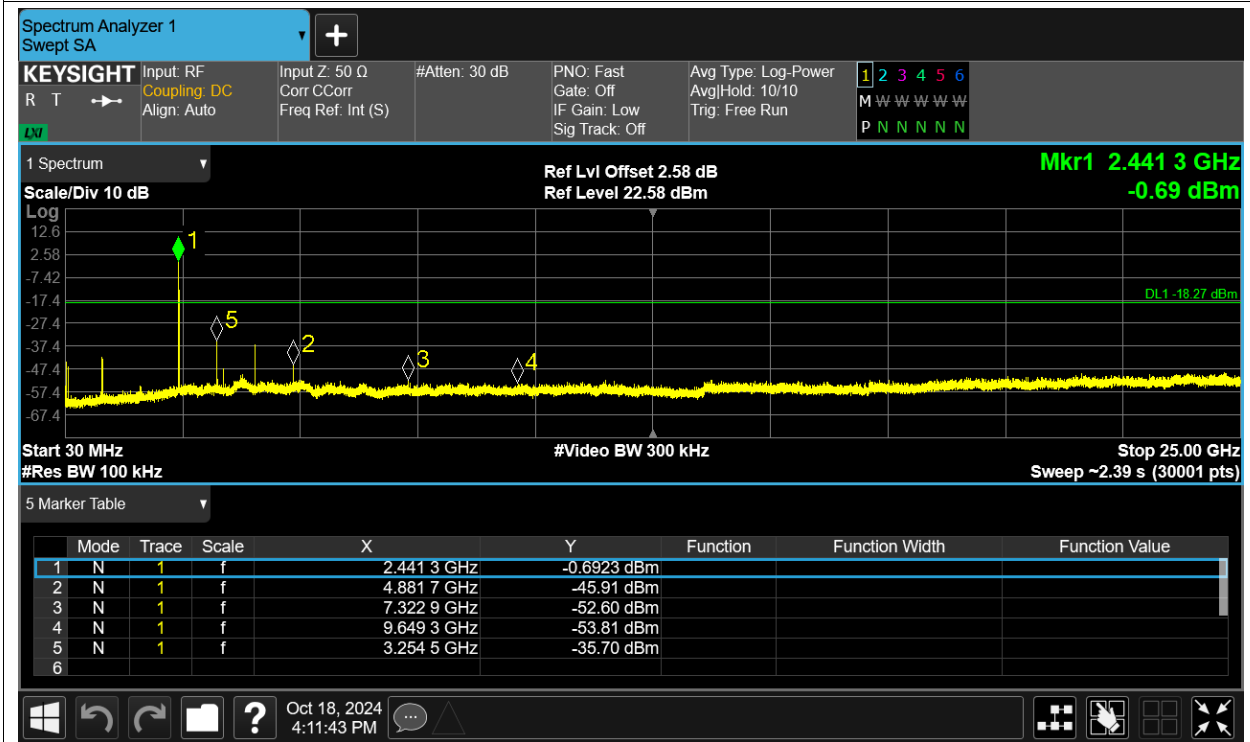 Spectrum Analyzer 1
Swept SA
+
KEYSIGHT
R T
LXI
Input: RF
Coupling: DC
Align: Auto
Input Z: 50 Ω
Corr CCorr
Freq Ref: Int (S)
#Atten: 30 dB
PNO: Fast
Gate: Off
IF Gain: Low
Sig Track: Off
Avg Type: Log-Power
Avg|Hold: 10/10
Trig: Free Run
1 2 3 4 5 6
M W W W W W
P N N N N N
1 Spectrum
Scale/Div 10 dB
Ref Lvl Offset 2.58 dB
Ref Level 22.58 dBm
Mkr1 2.441 3 GHz
-0.69 dBm
Log
12.6
2.58
-7.42
-17.4
-27.4
-37.4
-47.4
-57.4
-67.4
1
5
2
3
4
DL1 -18.27 dBm
Start 30 MHz
#Res BW 100 kHz
#Video BW 300 kHz
Stop 25.00 GHz
Sweep ~2.39 s (30001 pts)
5 Marker Table
Mode Trace Scale X Y Function Function Width Function Value
1 N 1 f 2.441 3 GHz -0.6923 dBm
2 N 1 f 4.881 7 GHz -45.91 dBm
3 N 1 f 7.322 9 GHz -52.60 dBm
4 N 1 f 9.649 3 GHz -53.81 dBm
5 N 1 f 3.254 5 GHz -35.70 dBm
6
?
Oct 18, 2024
4:11:43 PM